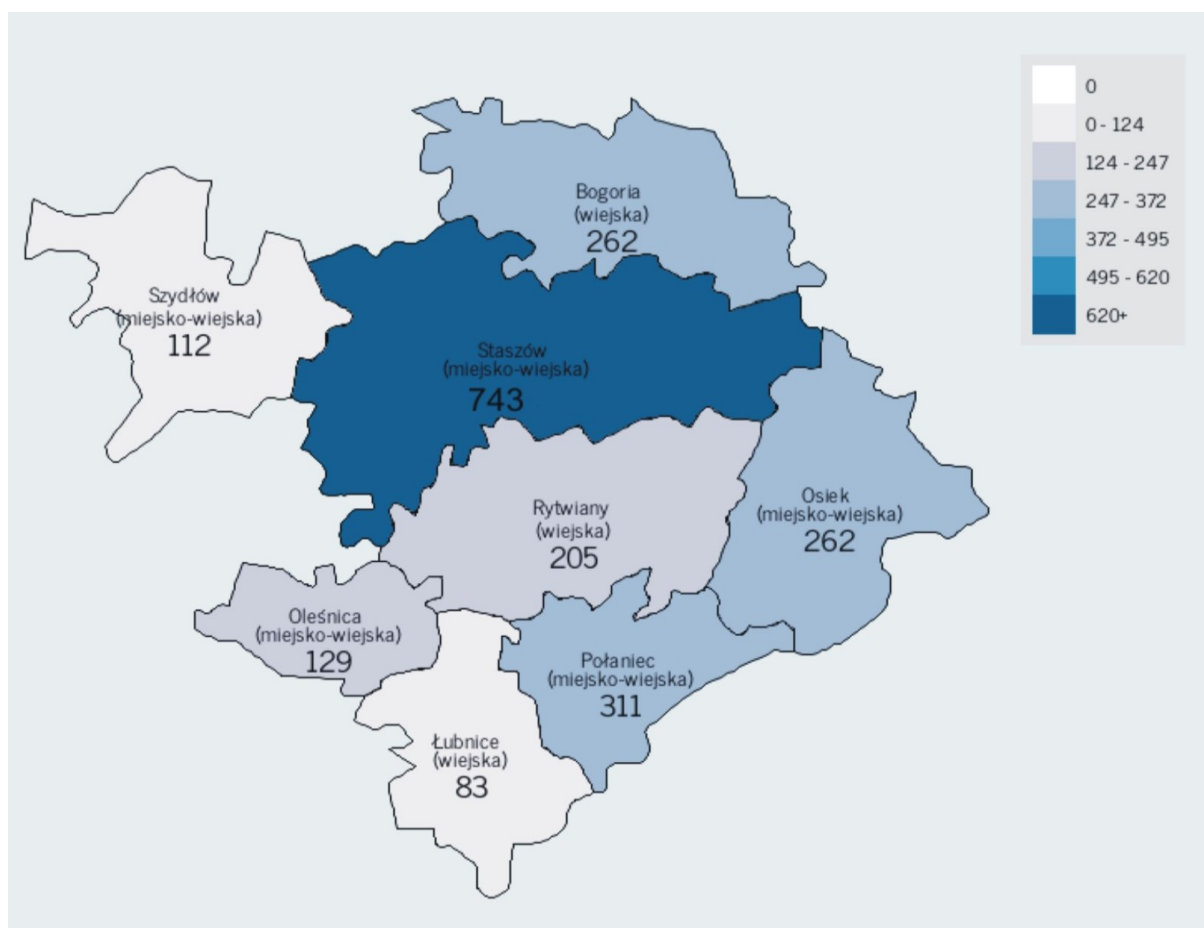 0
0 - 124
124 - 247
247 - 372
372 - 495
495 - 620
620+
Bogoria
(wiejska)
262
Szydłów
(miejsko-wiejska)
112
Staszów
(miejsko-wiejska)
743
Osiek
(miejsko-wiejska)
262
Rytwiany
(wiejska)
205
Oleśnica
(miejsko-wiejska)
129
Połaniec
(miejsko-wiejska)
311
Łubnice
(wiejska)
83